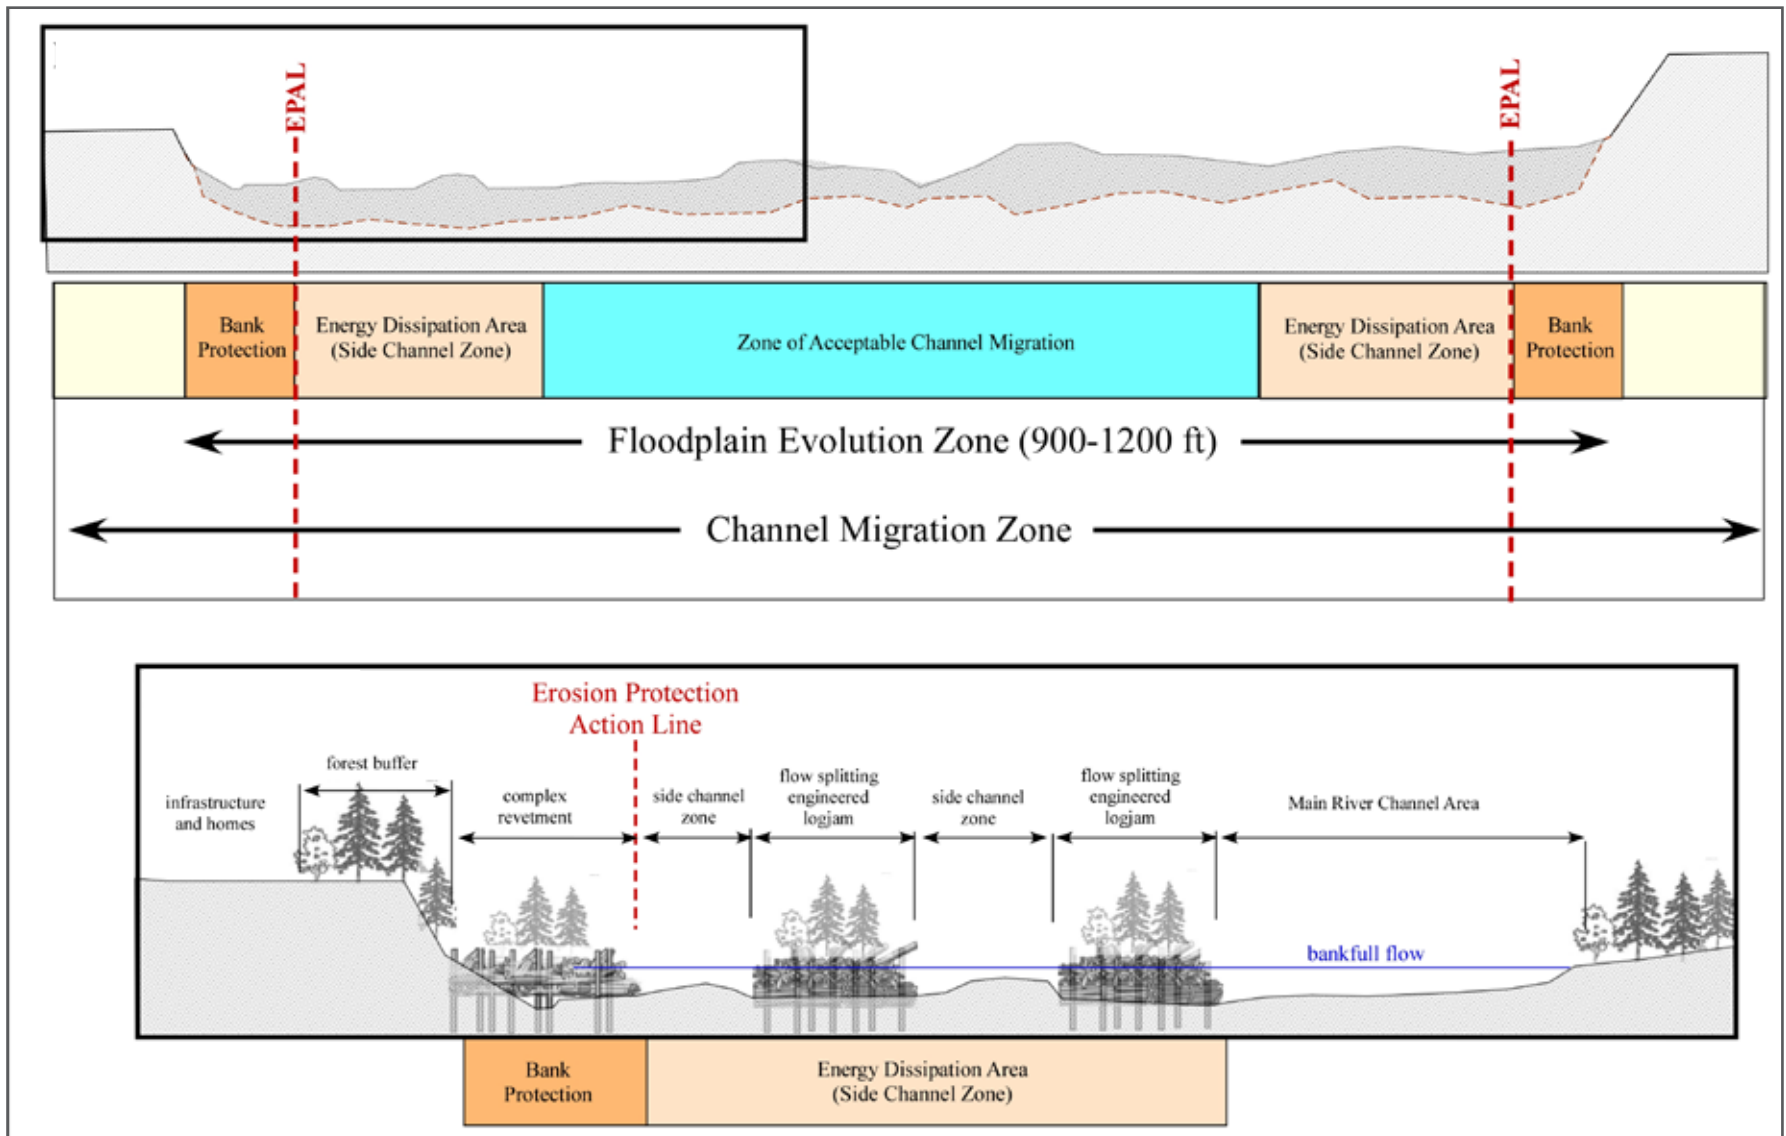 EPAL
EPAL
Bank
Protection
Energy Dissipation Area
(Side Channel Zone)
Zone of Acceptable Channel Migration
Energy Dissipation Area
(Side Channel Zone)
Bank
Protection
Floodplain Evolution Zone (900-1200 ft)
Channel Migration Zone
Erosion Protection
Action Line
forest buffer
infrastructure
and homes
complex
revetment
side channel
zone
flow splitting
engineered
logjam
side channel
zone
flow splitting
engineered
logjam
Main River Channel Area
bankfull flow
Bank
Protection
Energy Dissipation Area
(Side Channel Zone)